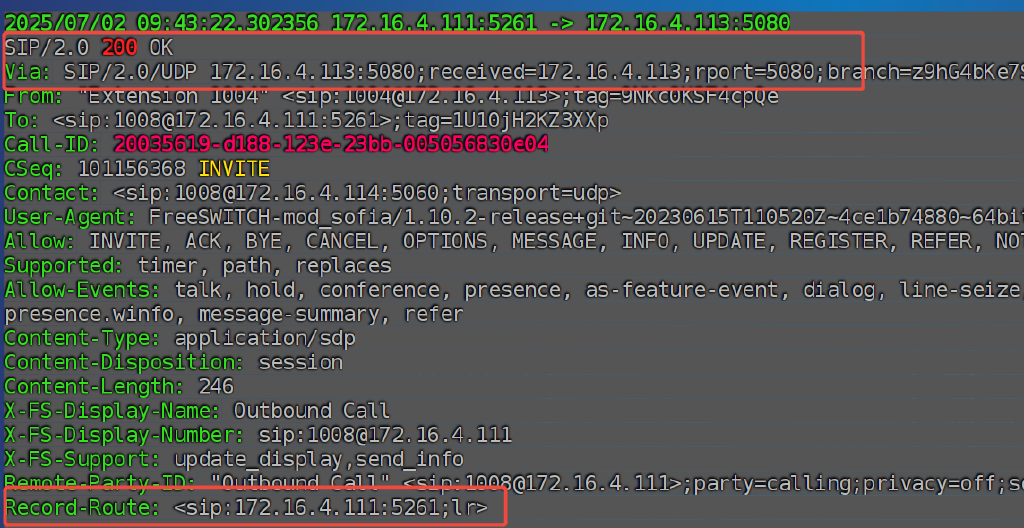 2025/07/02 09:43:22.302356 172.16.4.111:5261 -> 172.16.4.113:5080
SIP/2.0 200 OK
Via: SIP/2.0/UDP 172.16.4.113:5080;received=172.16.4.113;rport=5080;branch=z9hG4bKe7S
From: "Extension 1004" <sip:1004@172.16.4.113>;tag=9NKc0KSF4cpQe
To: <sip:1008@172.16.4.111:5261>;tag=1U10jH2KZ3XXp
Call-ID: 20035619-d188-123e-23bb-005056830e04
CSeq: 101156368 INVITE
Contact: <sip:1008@172.16.4.114:5060;transport=udp>
User-Agent: FreeSWITCH-mod_sofia/1.10.2-release+git~20230615T110520Z~4ce1b74880~64bit
Allow: INVITE, ACK, BYE, CANCEL, OPTIONS, MESSAGE, INFO, UPDATE, REGISTER, REFER, NOT
Supported: timer, path, replaces
Allow-Events: talk, hold, conference, presence, as-feature-event, dialog, line-seize
presence.winfo, message-summary, refer
Content-Type: application/sdp
Content-Disposition: session
Content-Length: 246
X-FS-Display-Name: Outbound Call
X-FS-Display-Number: sip:1008@172.16.4.111
X-FS-Support: update_display,send_info
Remote-Party-ID: "Outbound Call" <sip:1008@172.16.4.111>;party=calling;privacy=off;sc
Record-Route: <sip:172.16.4.111:5261;lr>